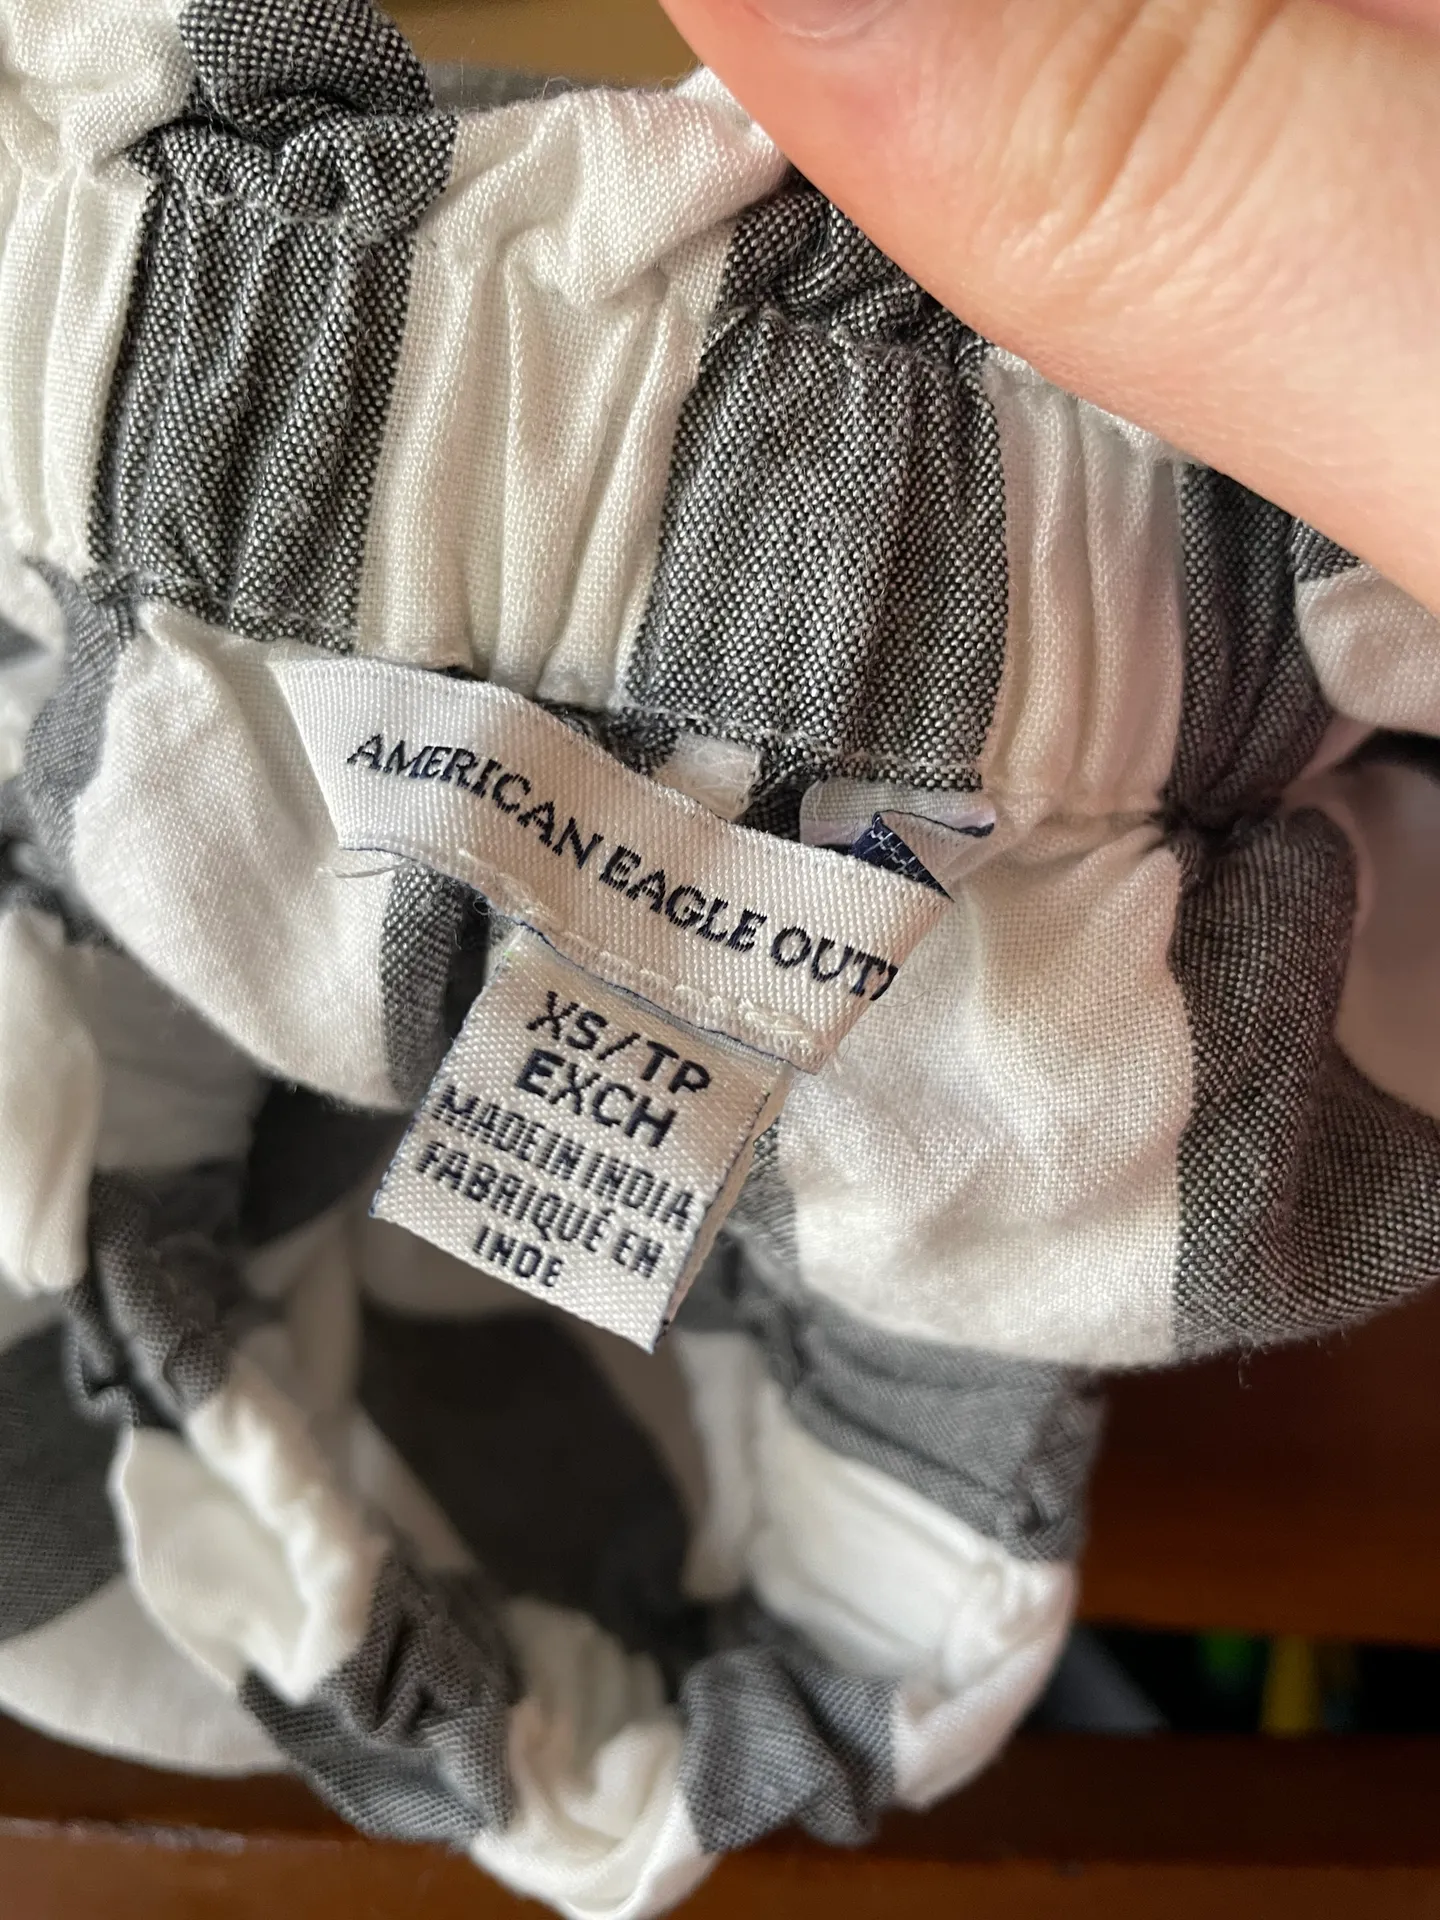 AMERICAN EAGLE OUT
XS/TP
EXCH
MADE IN INDIA
FABRIQUÉ EN
INDE